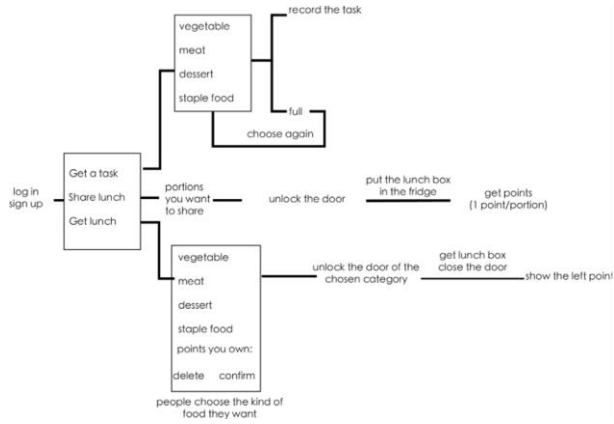 record the task
vegetable
meat
dessert
staple food
full
choose again
log in
sign up
Get a task
Share lunch
Get lunch
portions
you want
to share
unlock the door
put the lunch box
in the fridge
get points
(1 point/portion)
vegetable
meat
dessert
staple food
points you own:
delete confirm
people choose the kind of
food they want
unlock the door of the
chosen category
get lunch box
close the door
show the left point